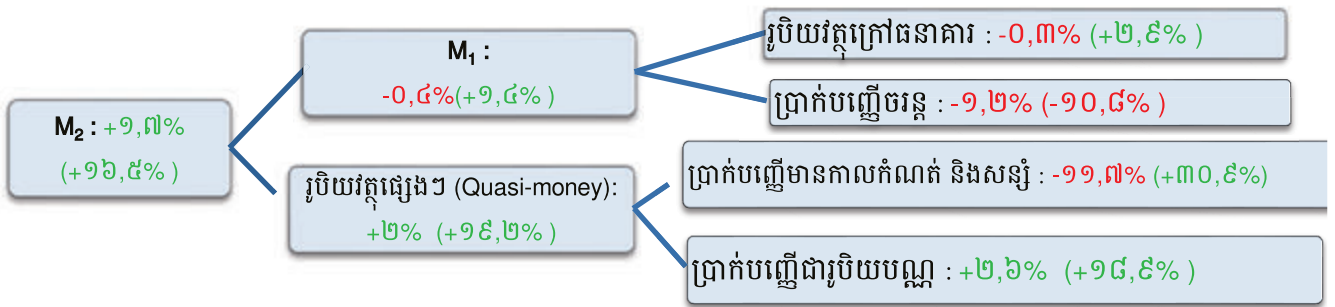 M₂ : +១,៧%
(+១៦,៥% )
M₁ :
-០,៤%(+១,៤% )
រូបិយវត្ថុផ្សេងៗ (Quasi-money):
+២% (+១៩,២% )
រូបិយវត្ថុក្រៅធនាគារ : -០,៣% (+២,៩% )
ប្រាក់បញ្ញើចរន្ត : -១,២% (-១០,៨% )
ប្រាក់បញ្ញើមានកាលកំណត់ និងសន្សំ : -១១,៧% (+៣០,៩%)
ប្រាក់បញ្ញើជារូបិយបណ្ណ : +២,៦% (+១៨,៩% )